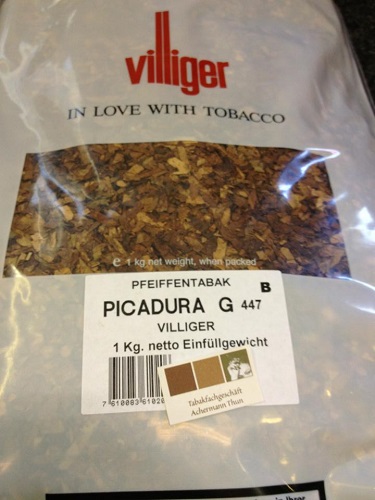 villiger
IN LOVE WITH TOBACCO
e 1 kg net weight, when packed
PFEIFFENTABAK
B
PICADURA G 447
VILLIGER
1 Kg. netto Einfüllgewicht
Tabakfachgeschäft
Achermann Thun